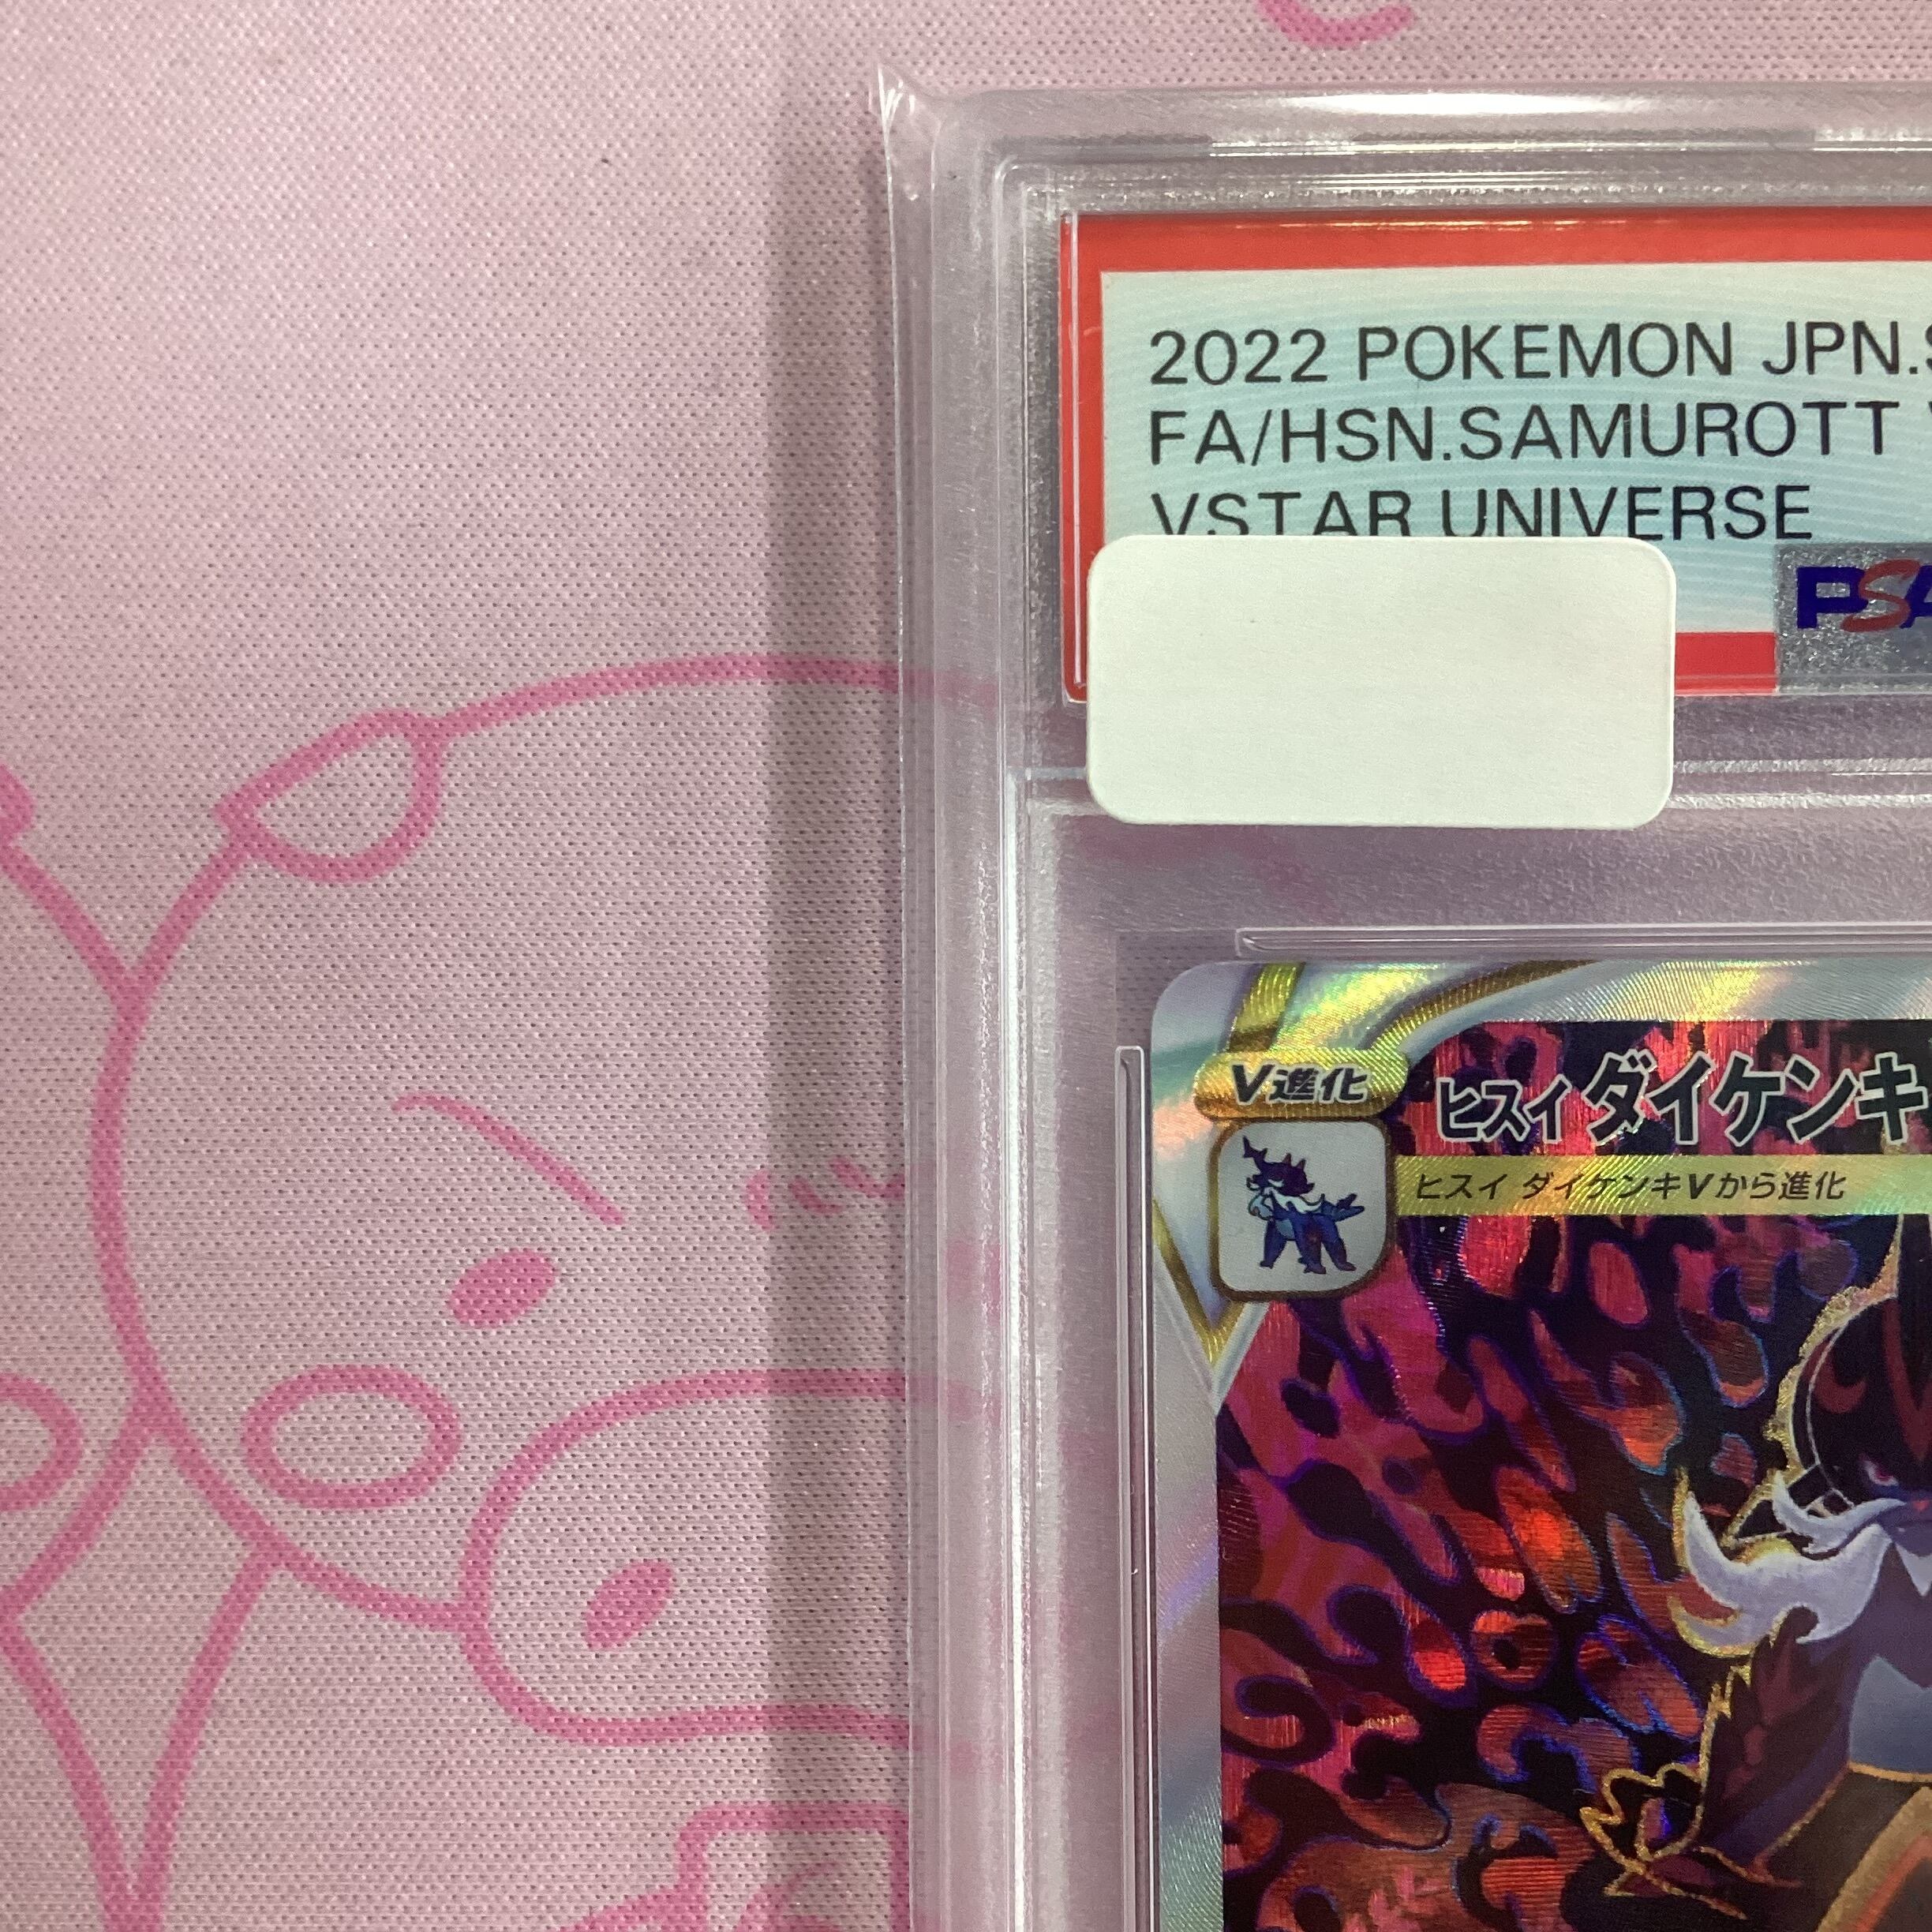 2022 POKEMON JPN.S
FA/HSN.SAMUROTT V
VSTAR UNIVERSE
PSA
V進化
ヒスイダイケンキ
ヒスイ ダイケンキVから進化